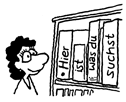 • Hier
ist
• was du
suchst